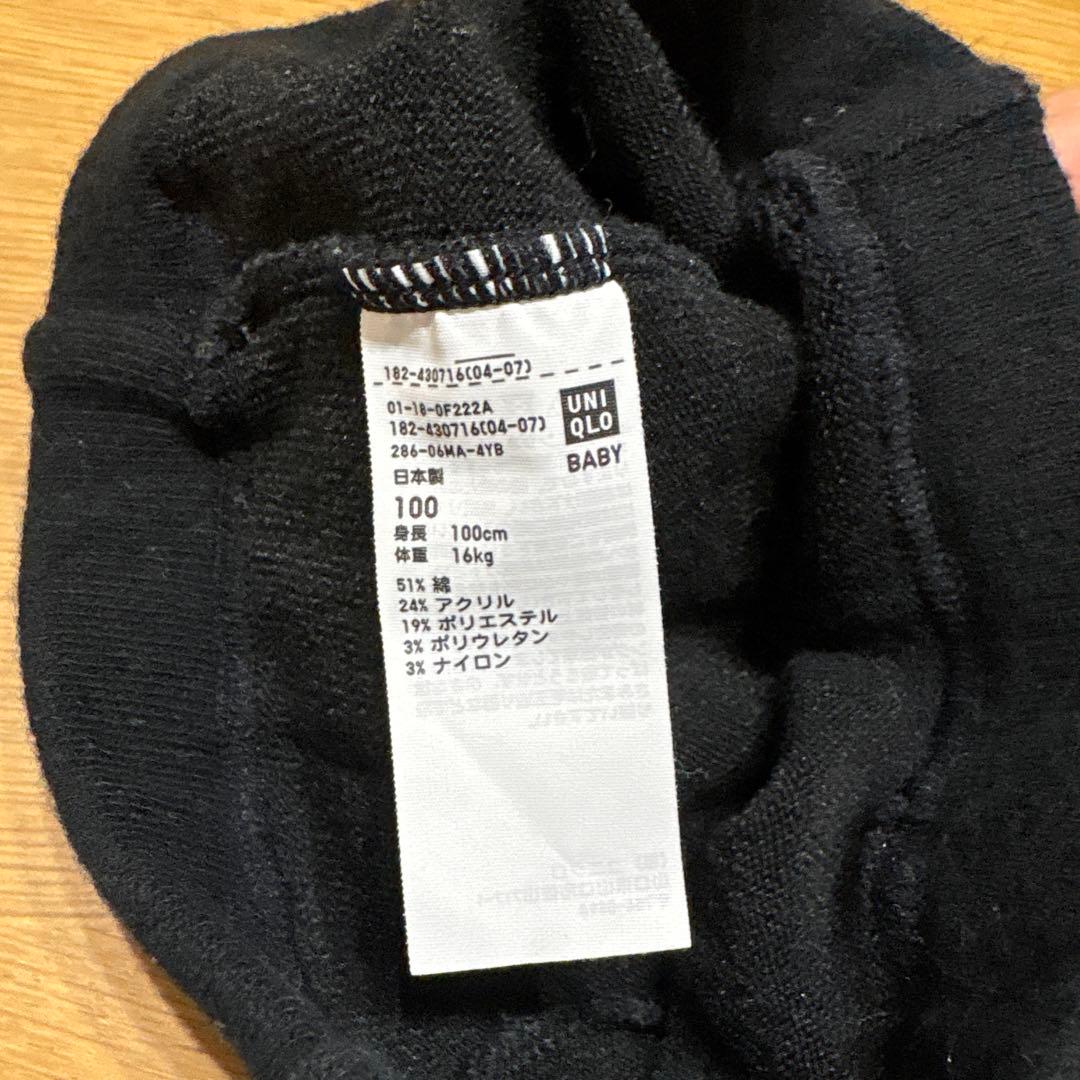 182-430716(04-07)
01-18-0F222A
182-430716(04-07)
286-06MA-4YB
UNI
QLO
BABY
日本製
100
身長 100cm
体重 16kg
51% 綿
24% アクリル
19% ポリエステル
3% ポリウレタン
3% ナイロン